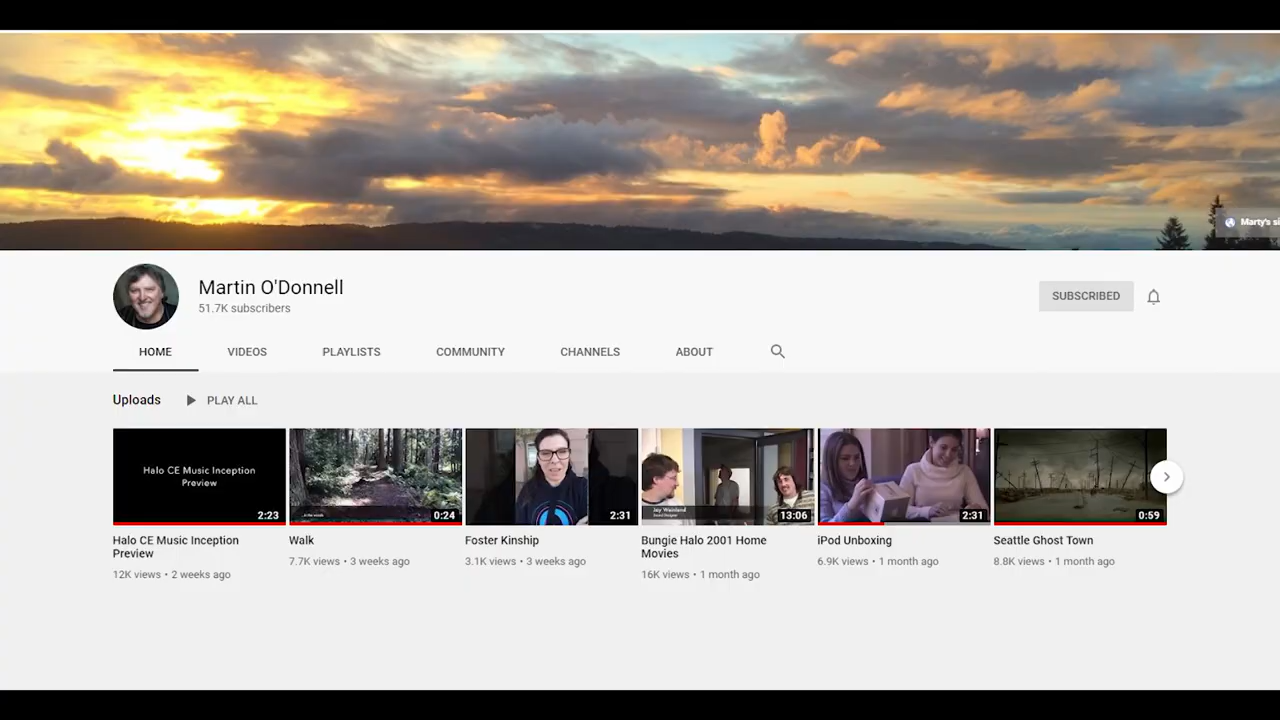 Marty's si
Martin O'Donnell
51.7K subscribers
SUBSCRIBED
HOME VIDEOS PLAYLISTS COMMUNITY CHANNELS ABOUT
Uploads PLAY ALL
Halo CE Music Inception
Preview
2:23
0:24
2:31
Jay Weinland
13:06
2:31
0:59
Halo CE Music Inception
Preview
12K views • 2 weeks ago
Walk
7.7K views • 3 weeks ago
Foster Kinship
3.1K views • 3 weeks ago
Bungie Halo 2001 Home
Movies
16K views • 1 month ago
iPod Unboxing
6.9K views • 1 month ago
Seattle Ghost Town
8.8K views • 1 month ago